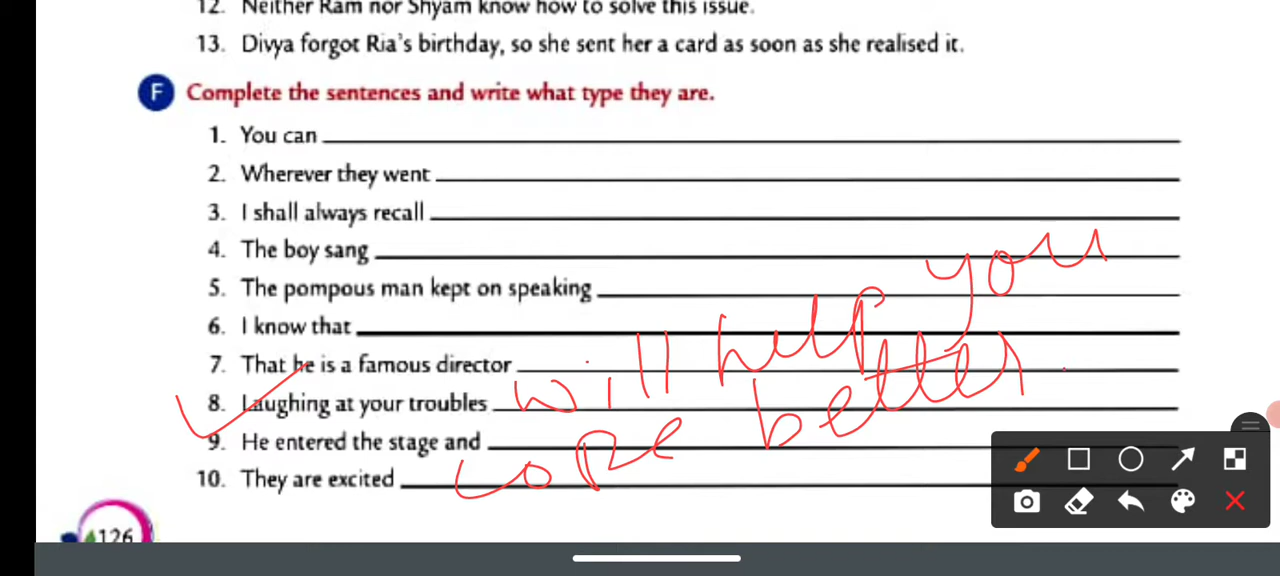 12. Neither Ram nor Shyam know how to solve this issue.
13. Divya forgot Ria's birthday, so she sent her a card as soon as she realised it.
F Complete the sentences and write what type they are.
1. You can
2. Wherever they went
3. I shall always recall
4. The boy sang
5. The pompous man kept on speaking
6. I know that
7. That he is a famous director
8. Laughing at your troubles
9. He entered the stage and
10. They are excited
will help you
cope better
126